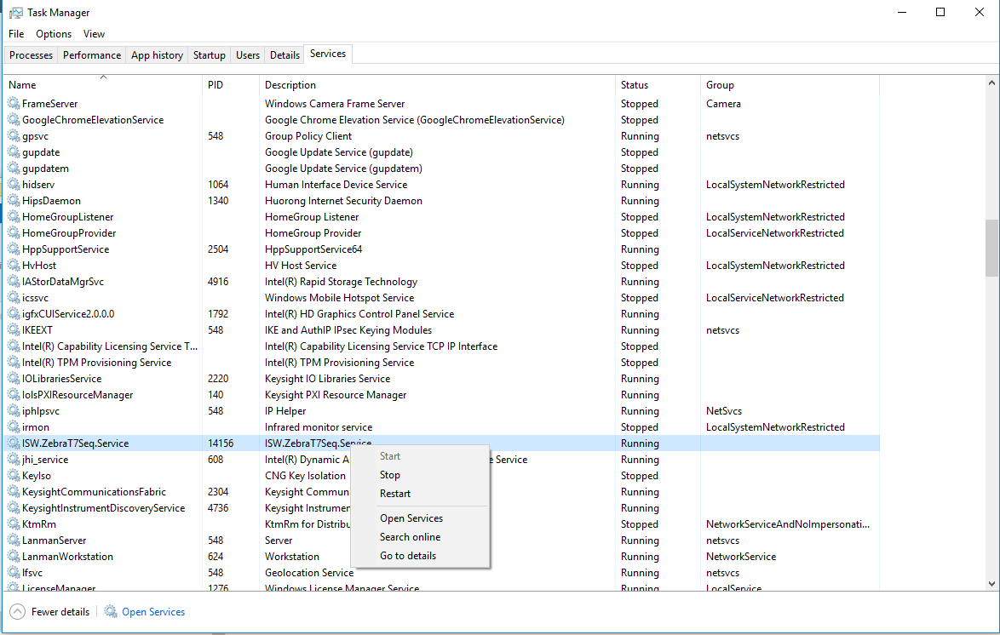 Task Manager
File Options View
Processes Performance App history Startup Users Details Services
Name PID Description Status Group
FrameServer Windows Camera Frame Server Stopped Camera
GoogleChromeElevationService Google Chrome Elevation Service (GoogleChromeElevationService) Stopped
gpsvc 548 Group Policy Client Running netsvcs
gupdate Google Update Service (gupdate) Stopped
gupdatem Google Update Service (gupdatem) Stopped
hidserv 1064 Human Interface Device Service Running LocalSystemNetworkRestricted
HipsDaemon 1340 Huorong Internet Security Daemon Running
HomeGroupListener HomeGroup Listener Stopped LocalSystemNetworkRestricted
HomeGroupProvider HomeGroup Provider Stopped LocalServiceNetworkRestricted
HppSupportService 2504 HppSupportService64 Running
HvHost HV Host Service Stopped LocalSystemNetworkRestricted
IAStorDataMgrSvc 4916 Intel(R) Rapid Storage Technology Running
icssvc Windows Mobile Hotspot Service Stopped LocalServiceNetworkRestricted
igfxCUIService2.0.0.0 1792 Intel(R) HD Graphics Control Panel Service Running
IKEEXT 548 IKE and AuthIP IPsec Keying Modules Running netsvcs
Intel(R) Capability Licensing Service T... Intel(R) Capability Licensing Service TCP IP Interface Stopped
Intel(R) TPM Provisioning Service Intel(R) TPM Provisioning Service Stopped
IOLibrariesService 2220 Keysight IO Libraries Service Running
IoIsPXIResourceManager 140 Keysight PXI Resource Manager Running
iphlpsvc 548 IP Helper Running NetSvcs
irmon Infrared monitor service Stopped LocalSystemNetworkRestricted
ISW.ZebraT7Seq.Service 14156 ISW.ZebraT7Seq.Service Running
jhi_service 608 Intel(R) Dynamic A e Service Running
KeyIso CNG Key Isolation Stopped
KeysightCommunicationsFabric 2304 Keysight Commun Running
KeysightInstrumentDiscoveryService 4736 Keysight Instrumer Running
KtmRm KtmRm for Distribu Stopped NetworkServiceAndNoImpersonati...
LanmanServer 548 Server Running netsvcs
LanmanWorkstation 624 Workstation Running NetworkService
lfsvc 548 Geolocation Service Running netsvcs
LicenseManager 1276 Windows License Manager Service Running LocalService
Start
Stop
Restart
Open Services
Search online
Go to details
Fewer details Open Services